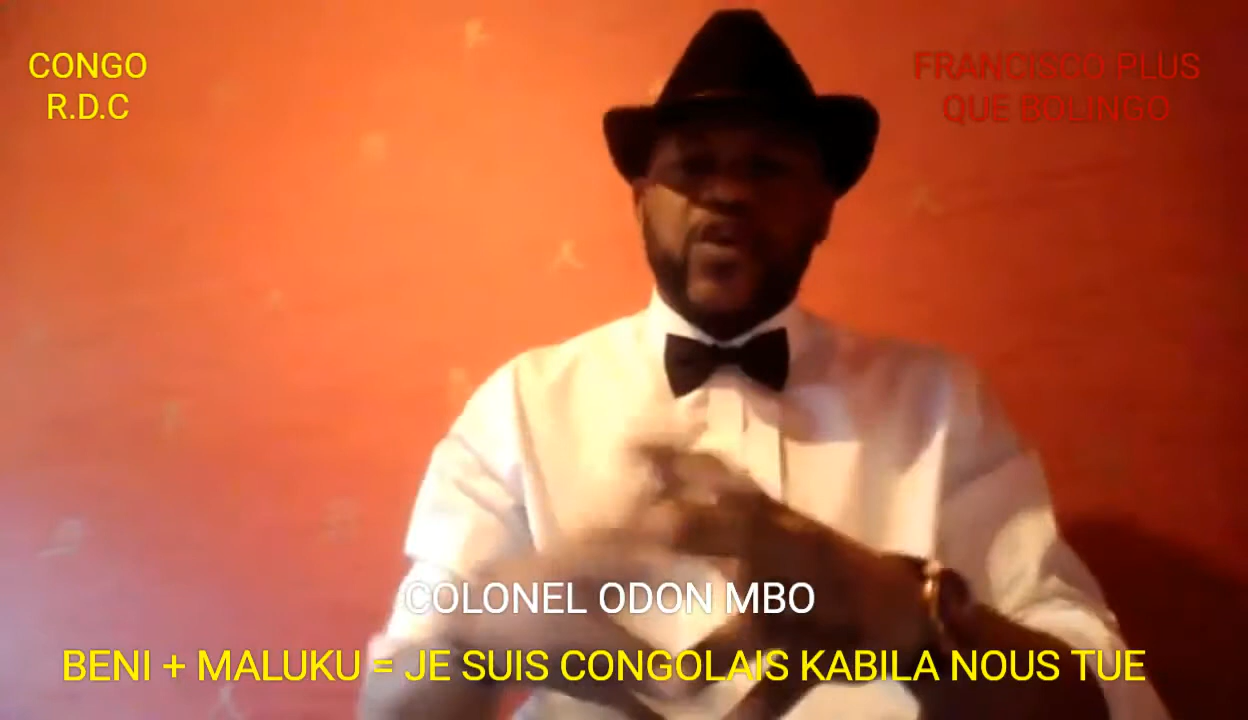 CONGO
R.D.C
FRANCISCO PLUS
QUE BOLINGO
COLONEL ODON MBO
BENI + MALUKU = JE SUIS CONGOLAIS KABILA NOUS TUE